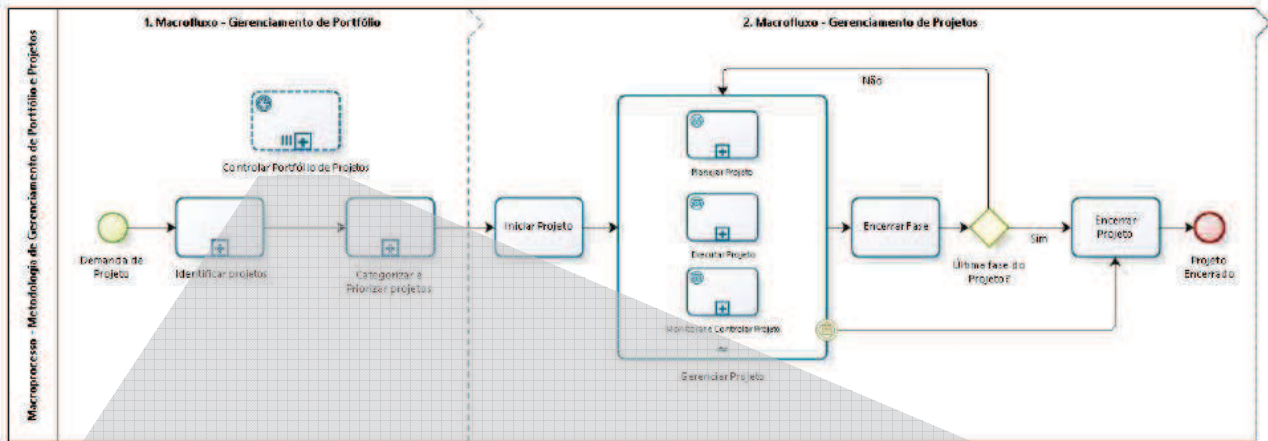 Macroprocesso - Metodologia de Gerenciamento de Portfólio e Projetos
1. Macrofluxo - Gerenciamento de Portfólio
2. Macrofluxo - Gerenciamento de Projetos
Controlar Portfólio de Projetos
Demanda de
Projeto
Identificar projetos
Categorizar e
Priorizar projetos
Iniciar Projeto
Planejar Projeto
Executar Projeto
Monitorar e Controlar Projeto
Gerenciar Projeto
Não
Encerrar Fase
Última fase do
Projeto?
Sim
Encerrar
Projeto
Projeto
Encerrado